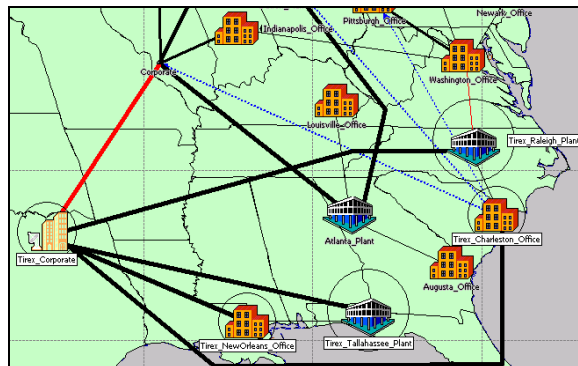 Newark_Office
Pittsburgh_Office
Indianapolis_Office
Corporate
Washington_Office
Louisville_Office
Tirex_Raleigh_Plant
Atlanta_Plant
Tirex_Charleston_Office
Tirex_Corporate
Augusta_Office
Tirex_NewOrleans_Office
Tirex_Tallahassee_Plant